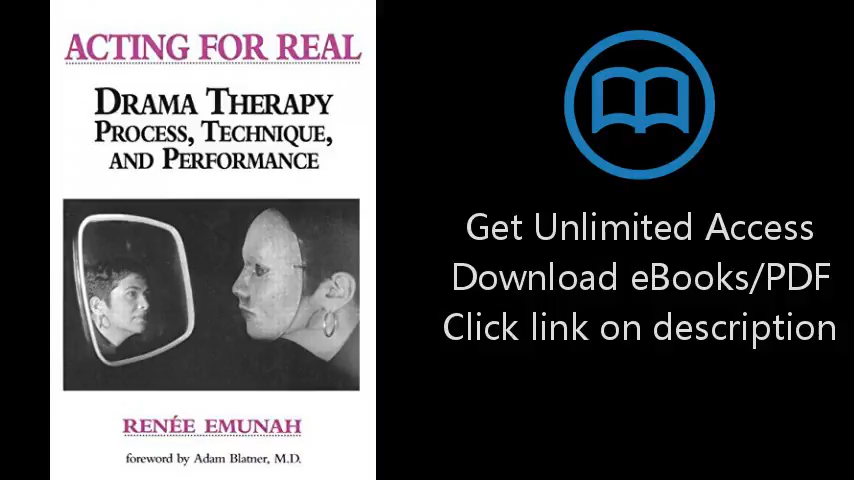 ACTING FOR REAL
DRAMA THERAPY
PROCESS, TECHNIQUE,
AND PERFORMANCE
RENÉE EMUNAH
foreword by Adam Blatner, M.D.
Get Unlimited Access
Download eBooks/PDF
Click link on description